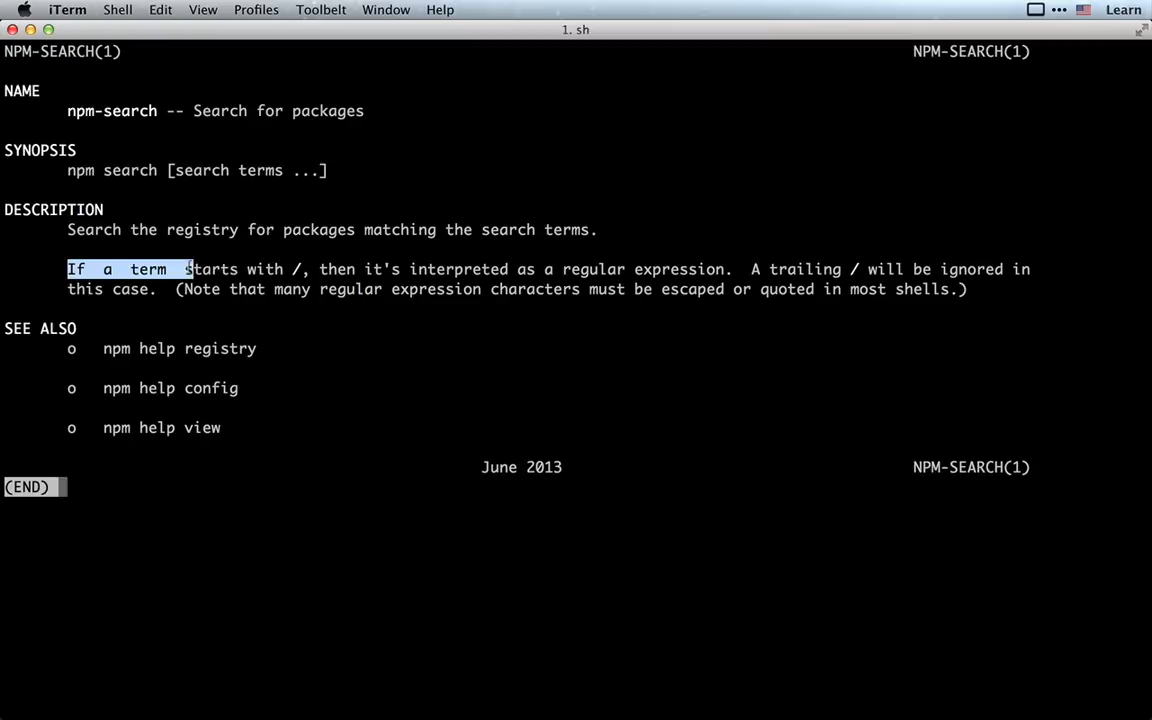 iTerm Shell Edit View Profiles Toolbelt Window Help Learn
1. sh
NPM-SEARCH(1) NPM-SEARCH(1)
NAME
npm-search -- Search for packages
SYNOPSIS
npm search [search terms ...]
DESCRIPTION
Search the registry for packages matching the search terms.
If a term starts with /, then it's interpreted as a regular expression. A trailing / will be ignored in
this case. (Note that many regular expression characters must be escaped or quoted in most shells.)
SEE ALSO
o npm help registry
o npm help config
o npm help view
June 2013 NPM-SEARCH(1)
(END)